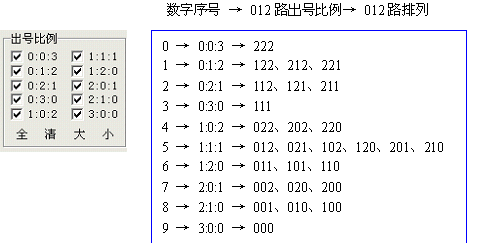 数字序号 → 012路出号比例→ 012路排列
出号比例
0:0:3 1:1:1
0:1:2 1:2:0
0:2:1 2:0:1
0:3:0 2:1:0
1:0:2 3:0:0
全 清 大 小
0 → 0:0:3 → 222
1 → 0:1:2 → 122、212、221
2 → 0:2:1 → 112、121、211
3 → 0:3:0 → 111
4 → 1:0:2 → 022、202、220
5 → 1:1:1 → 012、021、102、120、201、210
6 → 1:2:0 → 011、101、110
7 → 2:0:1 → 002、020、200
8 → 2:1:0 → 001、010、100
9 → 3:0:0 → 000